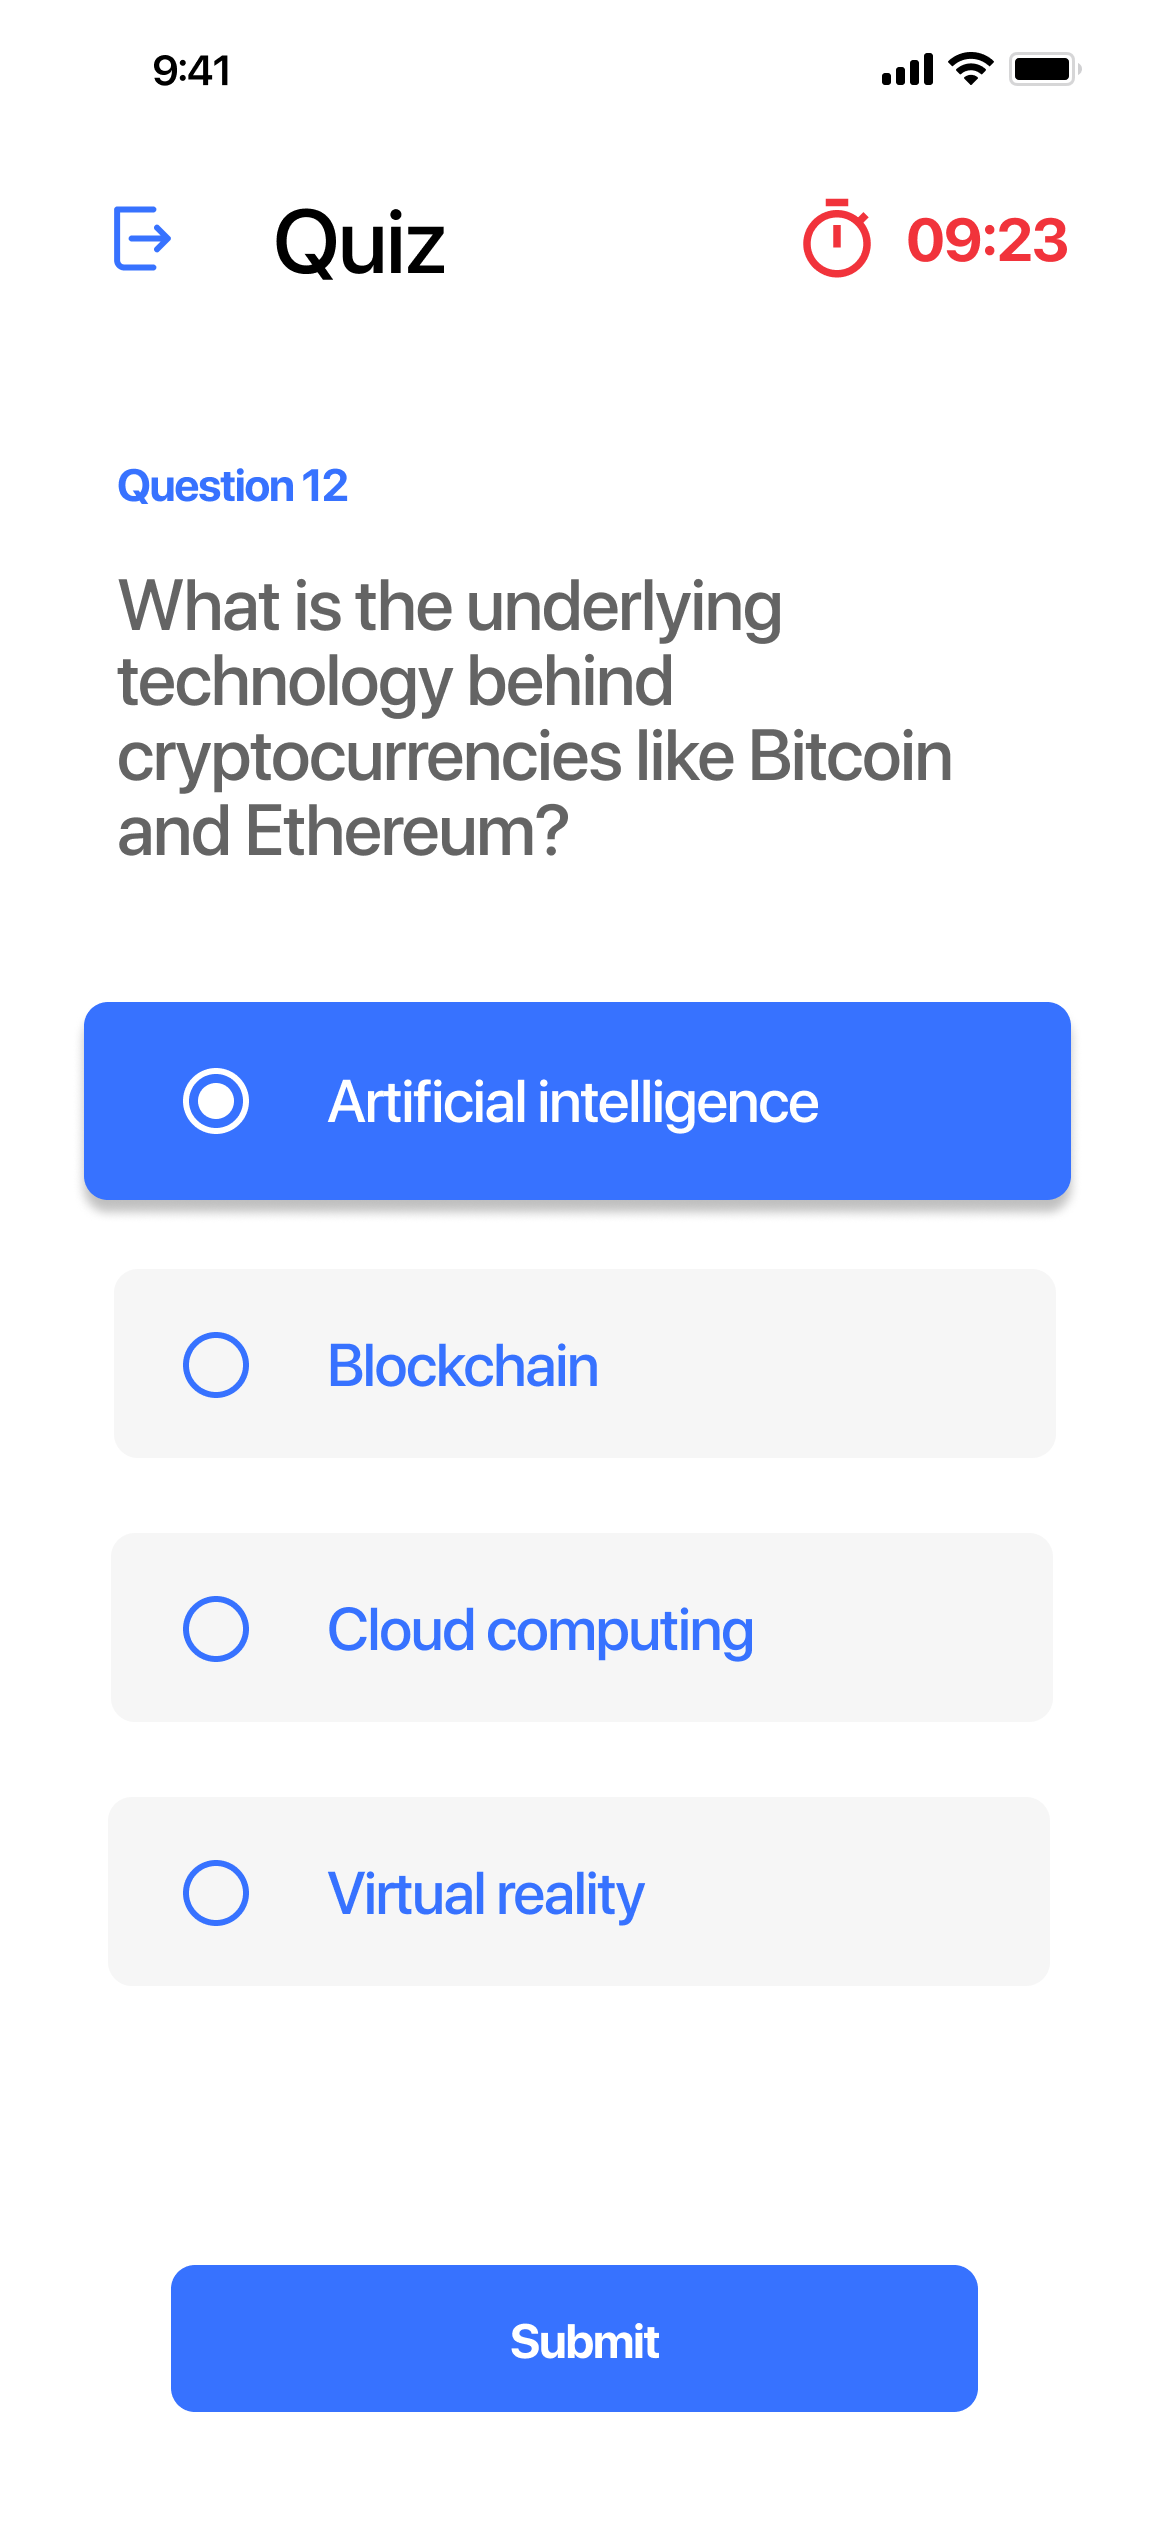 9:41
Quiz
09:23
Question 12
What is the underlying
technology behind
cryptocurrencies like Bitcoin
and Ethereum?
Artificial intelligence
Blockchain
Cloud computing
Virtual reality
Submit